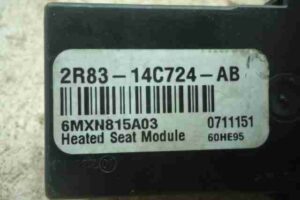 2R83-14C724-AB
6MXN815A03 0711151
Heated Seat Module 60HE95